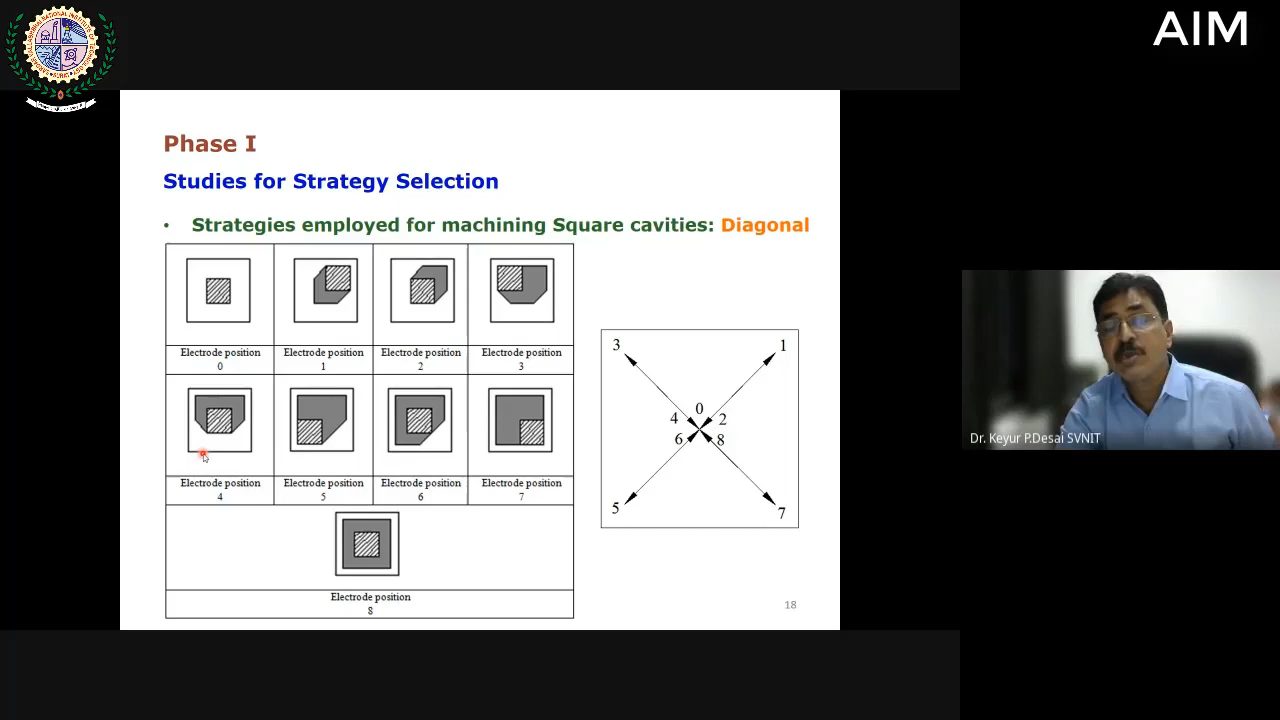 AIM
Phase I
Studies for Strategy Selection
• Strategies employed for machining Square cavities: Diagonal
Electrode position
0
Electrode position
1
Electrode position
2
Electrode position
3
Electrode position
4
Electrode position
5
Electrode position
6
Electrode position
7
Electrode position
8
3
1
0
4
2
6
8
5
7
18
Dr. Keyur P.Desai SVNIT